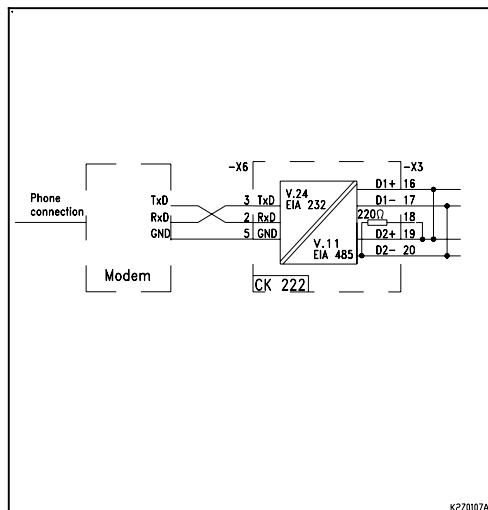 -X6
-X3
Phone
connection
TxD
RxD
GND
Modem
3 TxD
2 RxD
5 GND
V.24
EIA 232
V.11
EIA 485
CK 222
D1+ 16
D1- 17
220Ω
18
D2+ 19
D2- 20
K2Z0107A